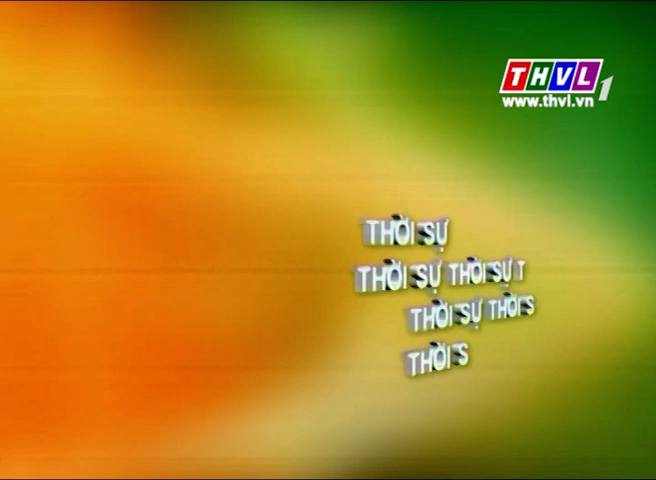 THVL1
www.thvl.vn
THỜI SỰ
THỜI SỰ THỜI SỰ T
THỜI SỰ THỜI S
THỜI S